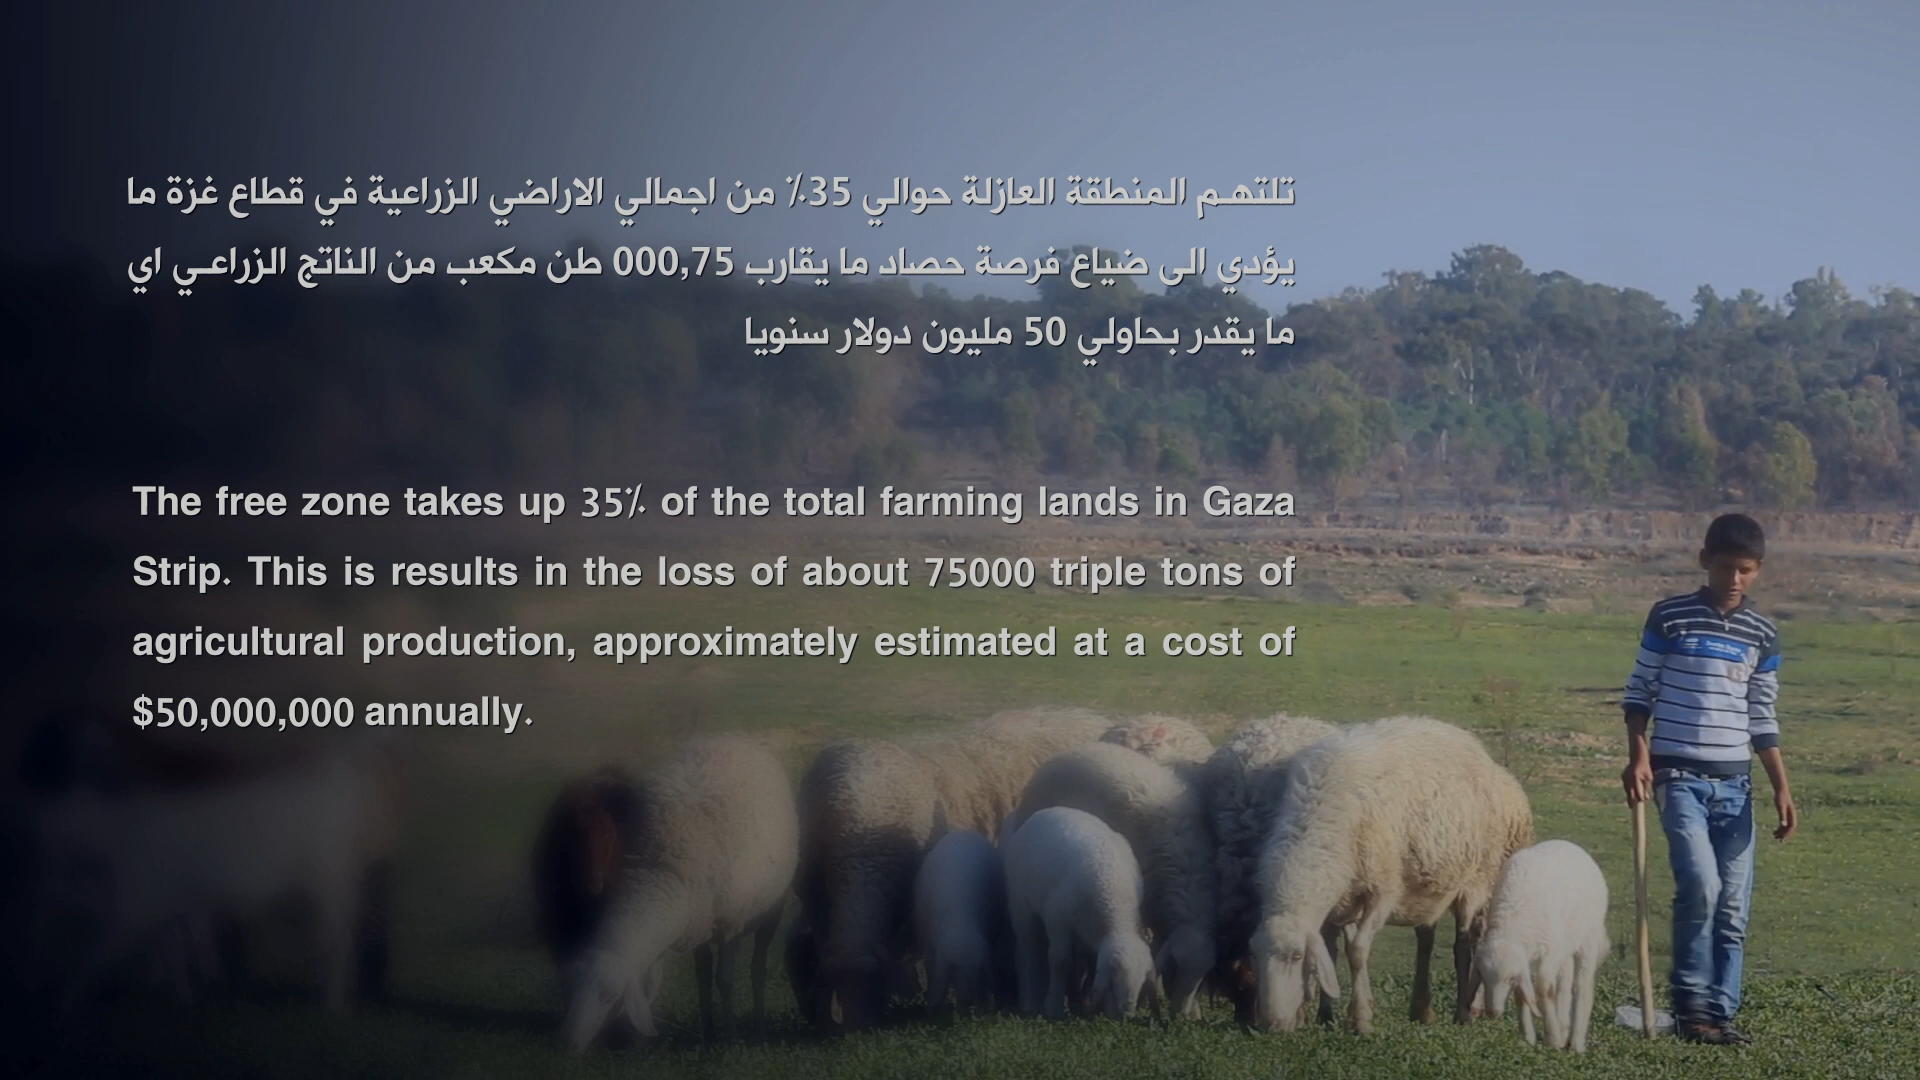 تلتهم المنطقة العازلة حوالي 35٪ من اجمالي الاراضي الزراعية في قطاع غزة ما
يؤدي الى ضياع فرصة حصاد ما يقارب 000,75 طن مكعب من الناتج الزراعي اي
ما يقدر بحاولي 50 مليون دولار سنويا
The free zone takes up 35٪ of the total farming lands in Gaza
Strip. This is results in the loss of about 75000 triple tons of
agricultural production, approximately estimated at a cost of
$50,000,000 annually.